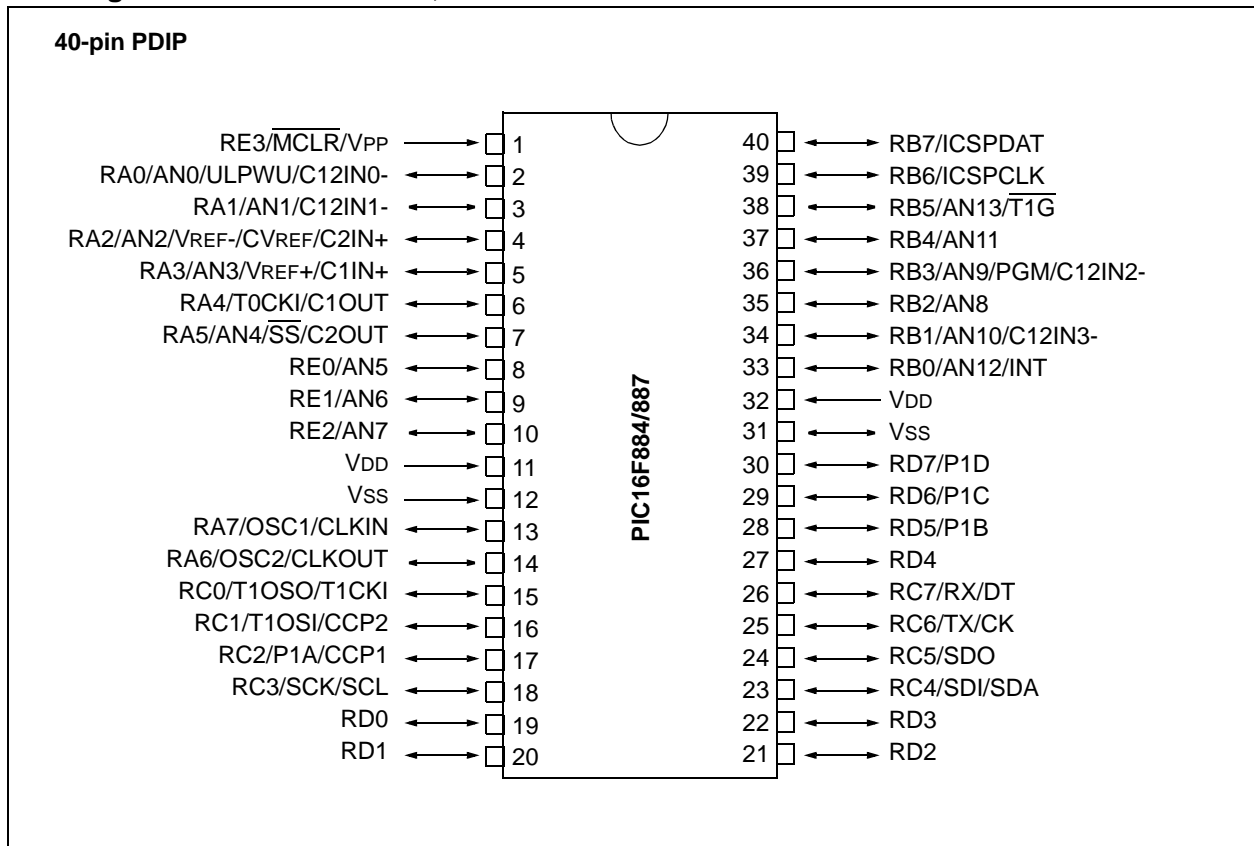 40-pin PDIP
RE3/MCLR/VPP
RA0/AN0/ULPWU/C12IN0-
RA1/AN1/C12IN1-
RA2/AN2/VREF-/CVREF/C2IN+
RA3/AN3/VREF+/C1IN+
RA4/T0CKI/C1OUT
RA5/AN4/SS/C2OUT
RE0/AN5
RE1/AN6
RE2/AN7
VDD
VSS
RA7/OSC1/CLKIN
RA6/OSC2/CLKOUT
RC0/T1OSO/T1CKI
RC1/T1OSI/CCP2
RC2/P1A/CCP1
RC3/SCK/SCL
RD0
RD1
1
2
3
4
5
6
7
8
9
10
11
12
13
14
15
16
17
18
19
20
PIC16F884/887
40
39
38
37
36
35
34
33
32
31
30
29
28
27
26
25
24
23
22
21
RB7/ICSPDAT
RB6/ICSPCLK
RB5/AN13/T1G
RB4/AN11
RB3/AN9/PGM/C12IN2-
RB2/AN8
RB1/AN10/C12IN3-
RB0/AN12/INT
VDD
VSS
RD7/P1D
RD6/P1C
RD5/P1B
RD4
RC7/RX/DT
RC6/TX/CK
RC5/SDO
RC4/SDI/SDA
RD3
RD2